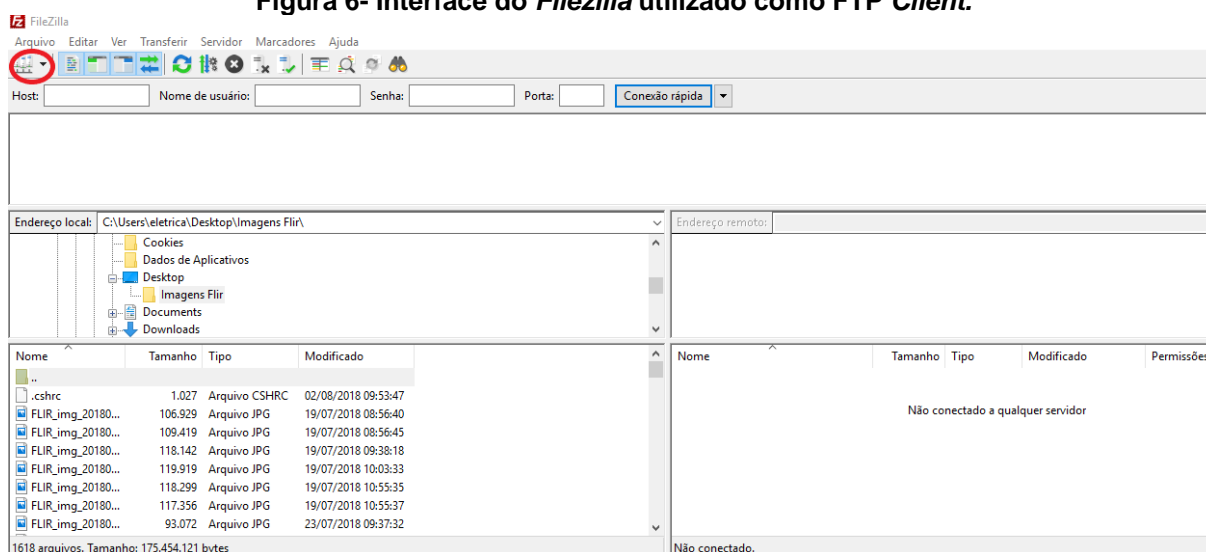 Figura 6- Interface do Filezilla utilizado como FTP Client.
FileZilla
Arquivo Editar Ver Transferir Servidor Marcadores Ajuda
Host: Nome de usuário: Senha: Porta: Conexão rápida
Endereço local: C:\Users\eletrica\Desktop\Imagens Flir\ Endereço remoto:
Cookies
Dados de Aplicativos
Desktop
Imagens Flir
Documents
Downloads
Nome Tamanho Tipo Modificado
..
.cshrc 1.027 Arquivo CSHRC 02/08/2018 09:53:47
FLIR_img_20180... 106.929 Arquivo JPG 19/07/2018 08:56:40
FLIR_img_20180... 109.419 Arquivo JPG 19/07/2018 08:56:45
FLIR_img_20180... 118.142 Arquivo JPG 19/07/2018 09:38:18
FLIR_img_20180... 119.919 Arquivo JPG 19/07/2018 10:03:33
FLIR_img_20180... 118.299 Arquivo JPG 19/07/2018 10:55:35
FLIR_img_20180... 117.356 Arquivo JPG 19/07/2018 10:55:37
FLIR_img_20180... 93.072 Arquivo JPG 23/07/2018 09:37:32
1618 arquivos. Tamanho: 175.454.121 bytes
Nome Tamanho Tipo Modificado Permissões
Não conectado a qualquer servidor
Não conectado.